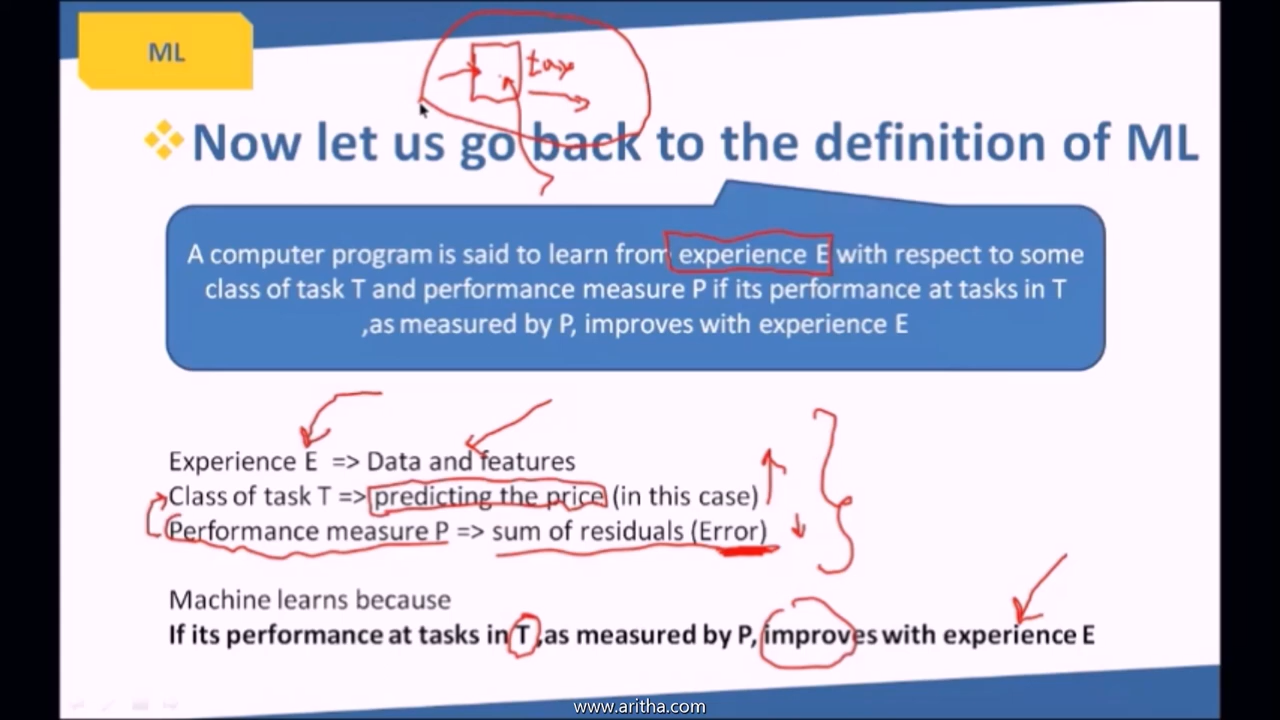 ML
tax
Now let us go back to the definition of ML
A computer program is said to learn from experience E with respect to some
class of task T and performance measure P if its performance at tasks in T
,as measured by P, improves with experience E
Experience E => Data and features
Class of task T => predicting the price (in this case)
Performance measure P => sum of residuals (Error)
Machine learns because
If its performance at tasks in T ,as measured by P, improves with experience E
www.aritha.com